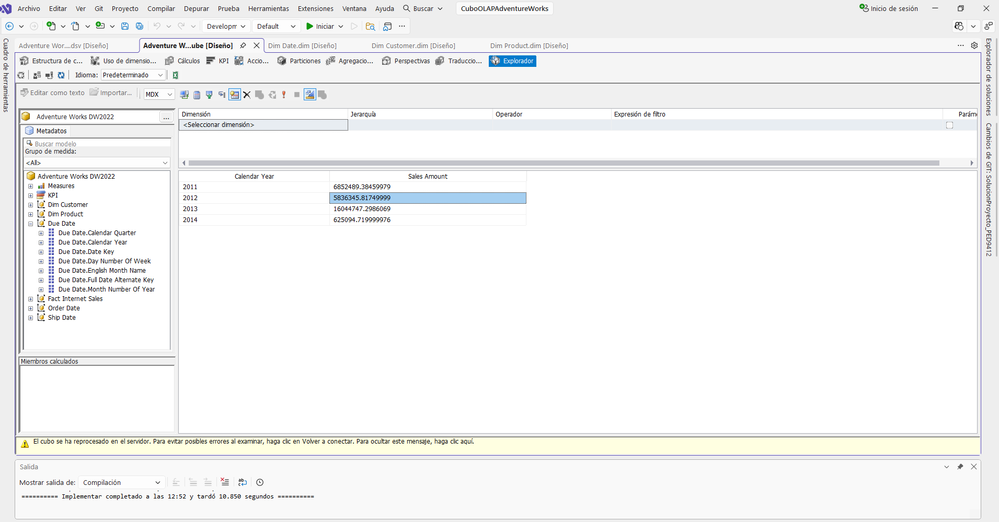 Archivo Editar Ver Git Proyecto Compilar Depurar Prueba Herramientas Extensiones Ventana Ayuda Buscar CuboOLAPAdventureWorks Inicio de sesión
Developm Default Iniciar
Cuadro de herramientas
Adventure Wor....dsv [Diseño] Adventure W...ube [Diseño] Dim Date.dim [Diseño] Dim Customer.dim [Diseño] Dim Product.dim [Diseño]
Estructura de c... Uso de dimensio... Cálculos KPI Accio... Particiones Agregacio... Perspectivas Traduccio... Explorador
Idioma: Predeterminado
Editar como texto Importar... MDX
Adventure Works DW2022 ...
Metadatos
Buscar modelo
Grupo de medida:
<All>
Adventure Works DW2022
Measures
KPI
Dim Customer
Dim Product
Due Date
Due Date.Calendar Quarter
Due Date.Calendar Year
Due Date.Date Key
Due Date.Day Number Of Week
Due Date.English Month Name
Due Date.Full Date Alternate Key
Due Date.Month Number Of Year
Fact Internet Sales
Order Date
Ship Date
Miembros calculados
Dimensión Jerarquía Operador Expresión de filtro Paráme
<Seleccionar dimensión>
Calendar Year Sales Amount
2011 6852489.38459979
2012 5836345.81749999
2013 16044747.2986069
2014 625094.719999976
El cubo se ha reprocesado en el servidor. Para evitar posibles errores al examinar, haga clic en Volver a conectar. Para ocultar este mensaje, haga clic aquí.
Explorador de soluciones
Cambios de GIT: SolucionProyecto_PED9412
Salida
Mostrar salida de: Compilación
========== Implementar completado a las 12:52 y tardó 10.850 segundos ==========